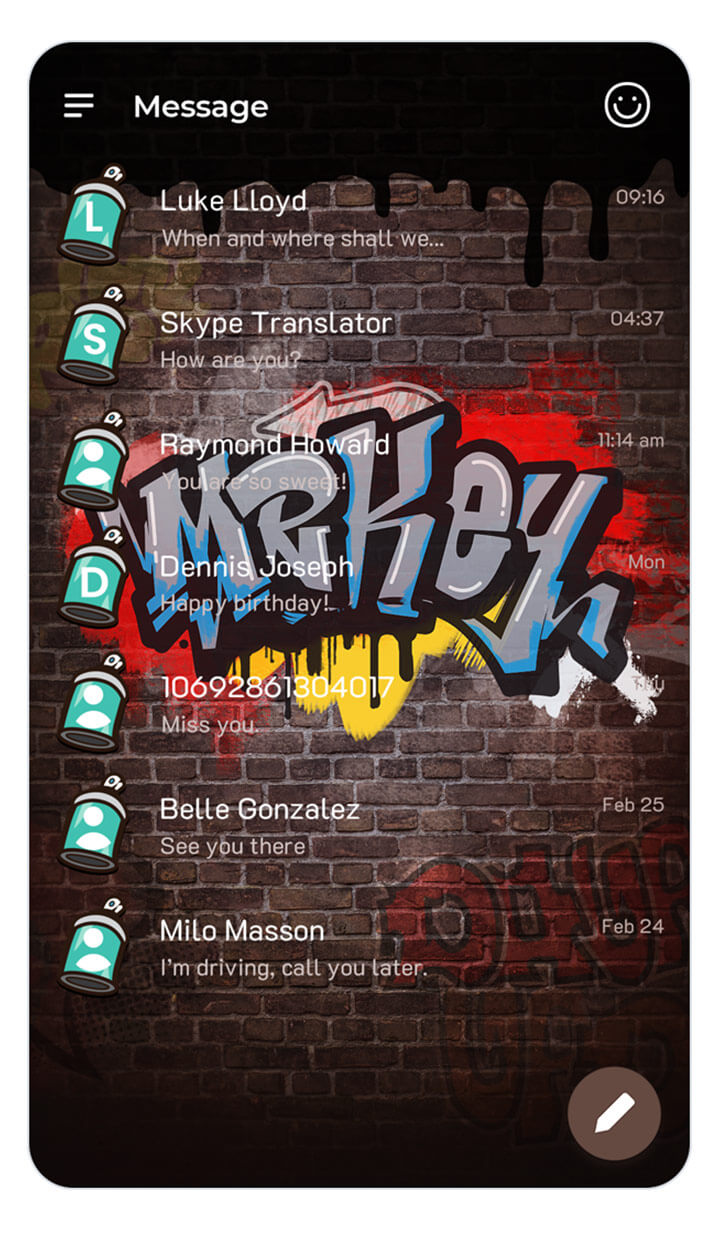 Message
Luke Lloyd 09:16
When and where shall we...
Skype Translator 04:37
How are you?
Raymond Howard 11:14 am
You are so sweet!
Dennis Joseph Mon
Happy birthday!
10692861304017
Miss you.
Belle Gonzalez Feb 25
See you there
Milo Masson Feb 24
I'm driving, call you later.
L
S
D